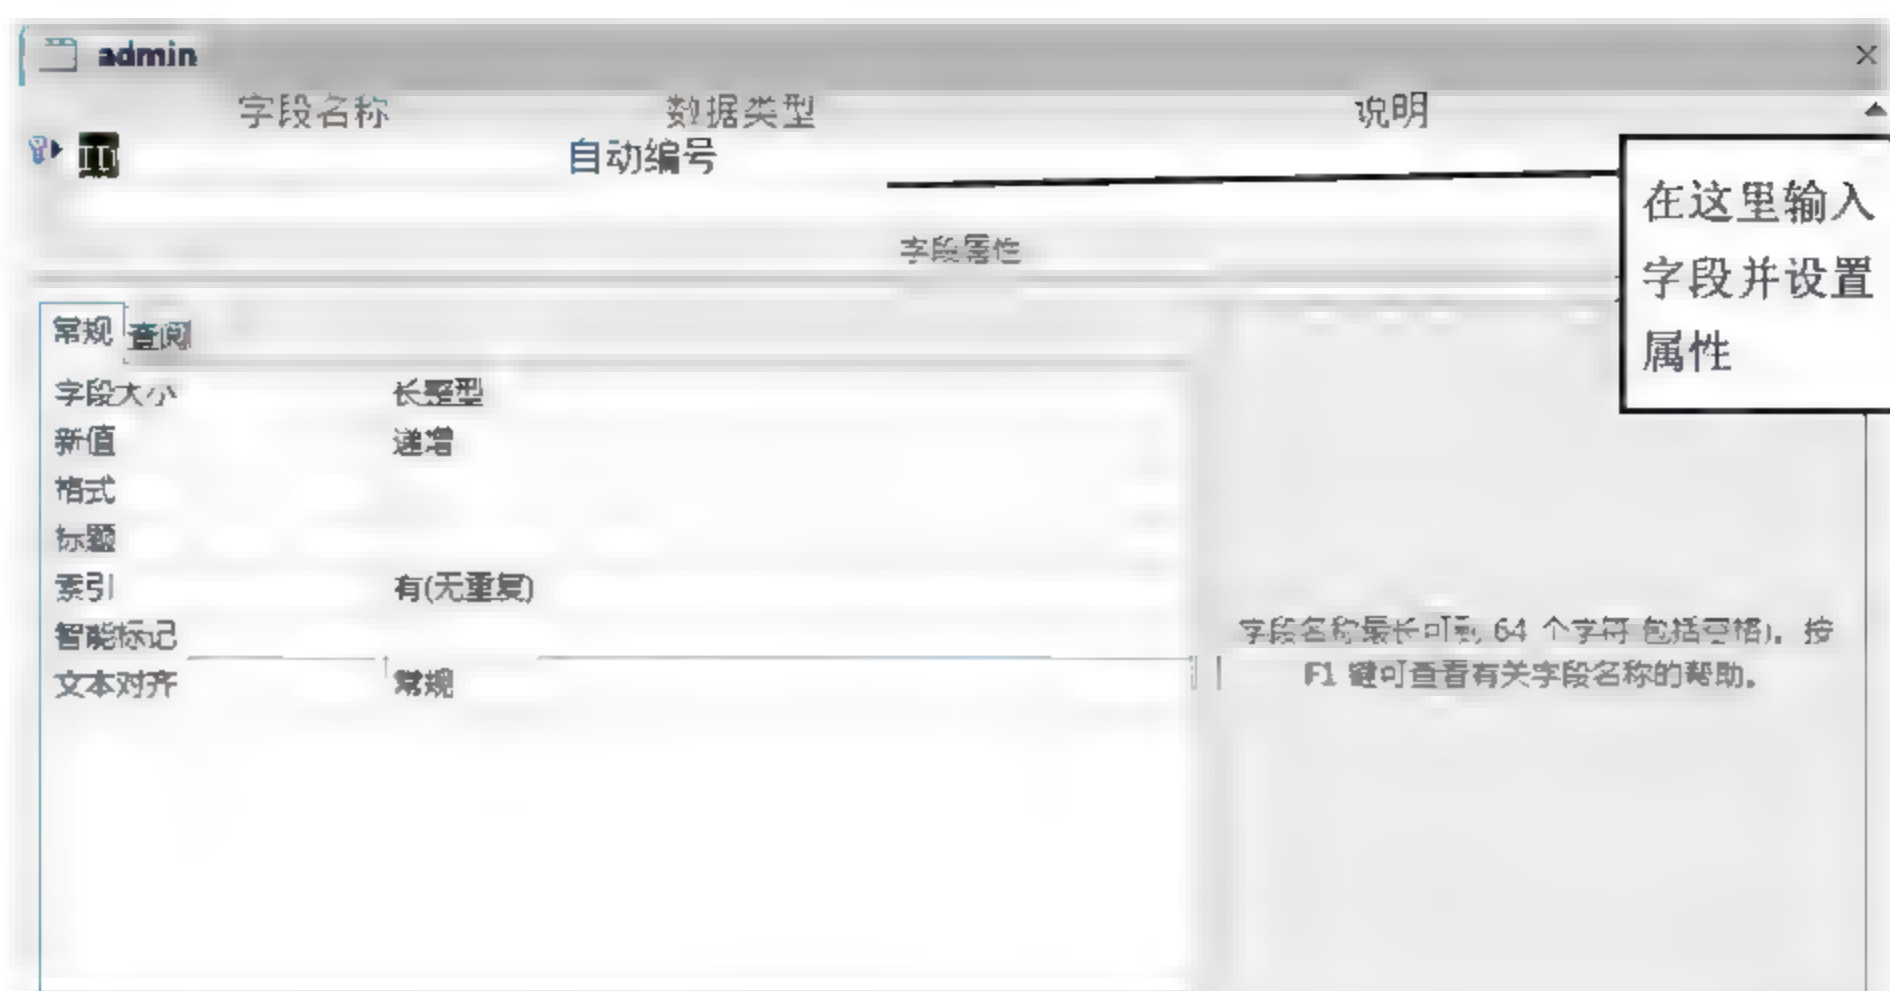 admin
字段名称 数据类型 说明
ID 自动编号
在这里输入
字段并设置
属性
字段属性
常规 查阅
字段大小 长整型
新值 递增
格式
标题
索引 有(无重复)
智能标记
文本对齐 常规
字段名称最长可到 64 个字符(包括空格)。按
F1 键可查看有关字段名称的帮助。